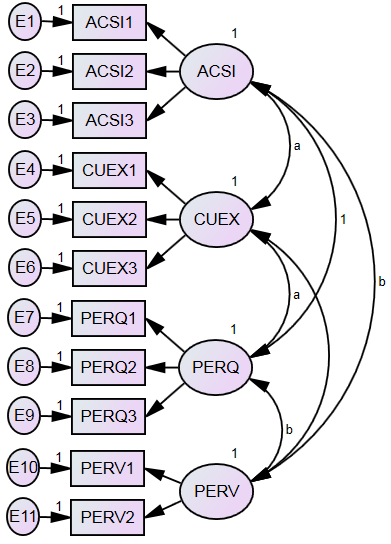 1
E1 1 ACSI1
E2 1 ACSI2 ACSI
E3 1 ACSI3
a
E4 1 CUEX1 1
E5 1 CUEX2 CUEX 1
E6 1 CUEX3
b
a
E7 1 PERQ1 1
E8 1 PERQ2 PERQ
E9 1 PERQ3
b
E10 1 PERV1 1
PERV
E11 1 PERV2